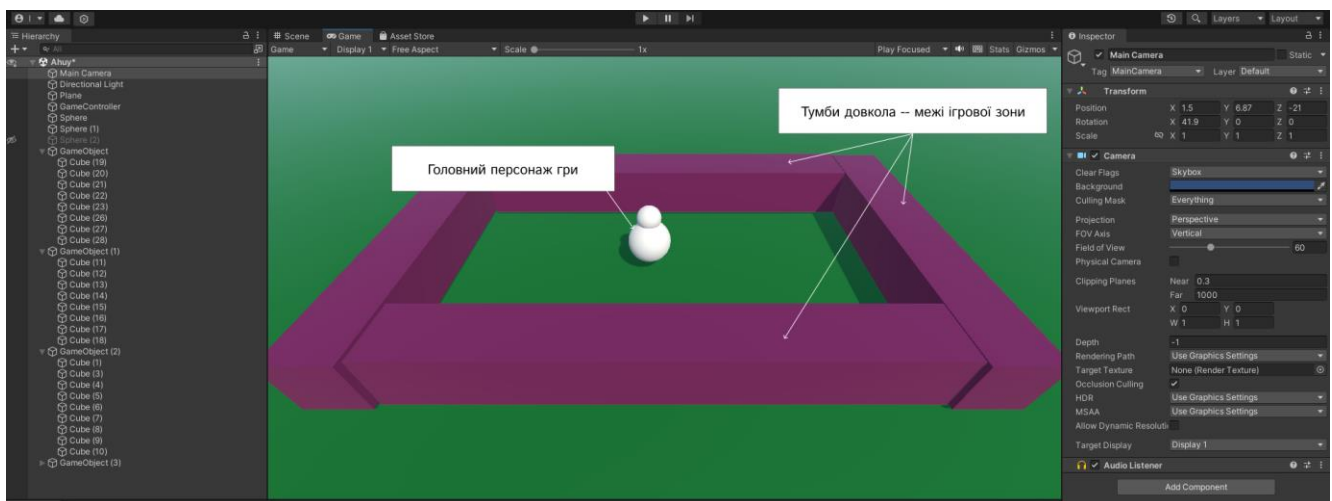 Layers
Layout
Hierarchy
Scene
Game
Asset Store
Inspector
All
Game
Display 1
Free Aspect
Scale
1x
Play Focused
Stats
Gizmos
Ahuy*
Main Camera
Directional Light
Plane
GameController
Sphere
Sphere (1)
Sphere (2)
GameObject
Cube (19)
Cube (20)
Cube (21)
Cube (22)
Cube (23)
Cube (26)
Cube (27)
Cube (28)
GameObject (1)
Cube (11)
Cube (12)
Cube (13)
Cube (14)
Cube (15)
Cube (16)
Cube (17)
Cube (18)
GameObject (2)
Cube (1)
Cube (3)
Cube (4)
Cube (5)
Cube (6)
Cube (7)
Cube (8)
Cube (9)
Cube (10)
GameObject (3)
Тумби довкола -- межі ігрової зони
Головний персонаж гри
Main Camera
Static
Tag MainCamera Layer Default
Transform
Position X 1.5 Y 6.87 Z -21
Rotation X 41.9 Y 0 Z 0
Scale X 1 Y 1 Z 1
Camera
Clear Flags Skybox
Background
Culling Mask Everything
Projection Perspective
FOV Axis Vertical
Field of View 60
Physical Camera
Clipping Planes Near 0.3
Far 1000
Viewport Rect X 0 Y 0
W 1 H 1
Depth -1
Rendering Path Use Graphics Settings
Target Texture None (Render Texture)
Occlusion Culling
HDR Use Graphics Settings
MSAA Use Graphics Settings
Allow Dynamic Resoluti
Target Display Display 1
Audio Listener
Add Component